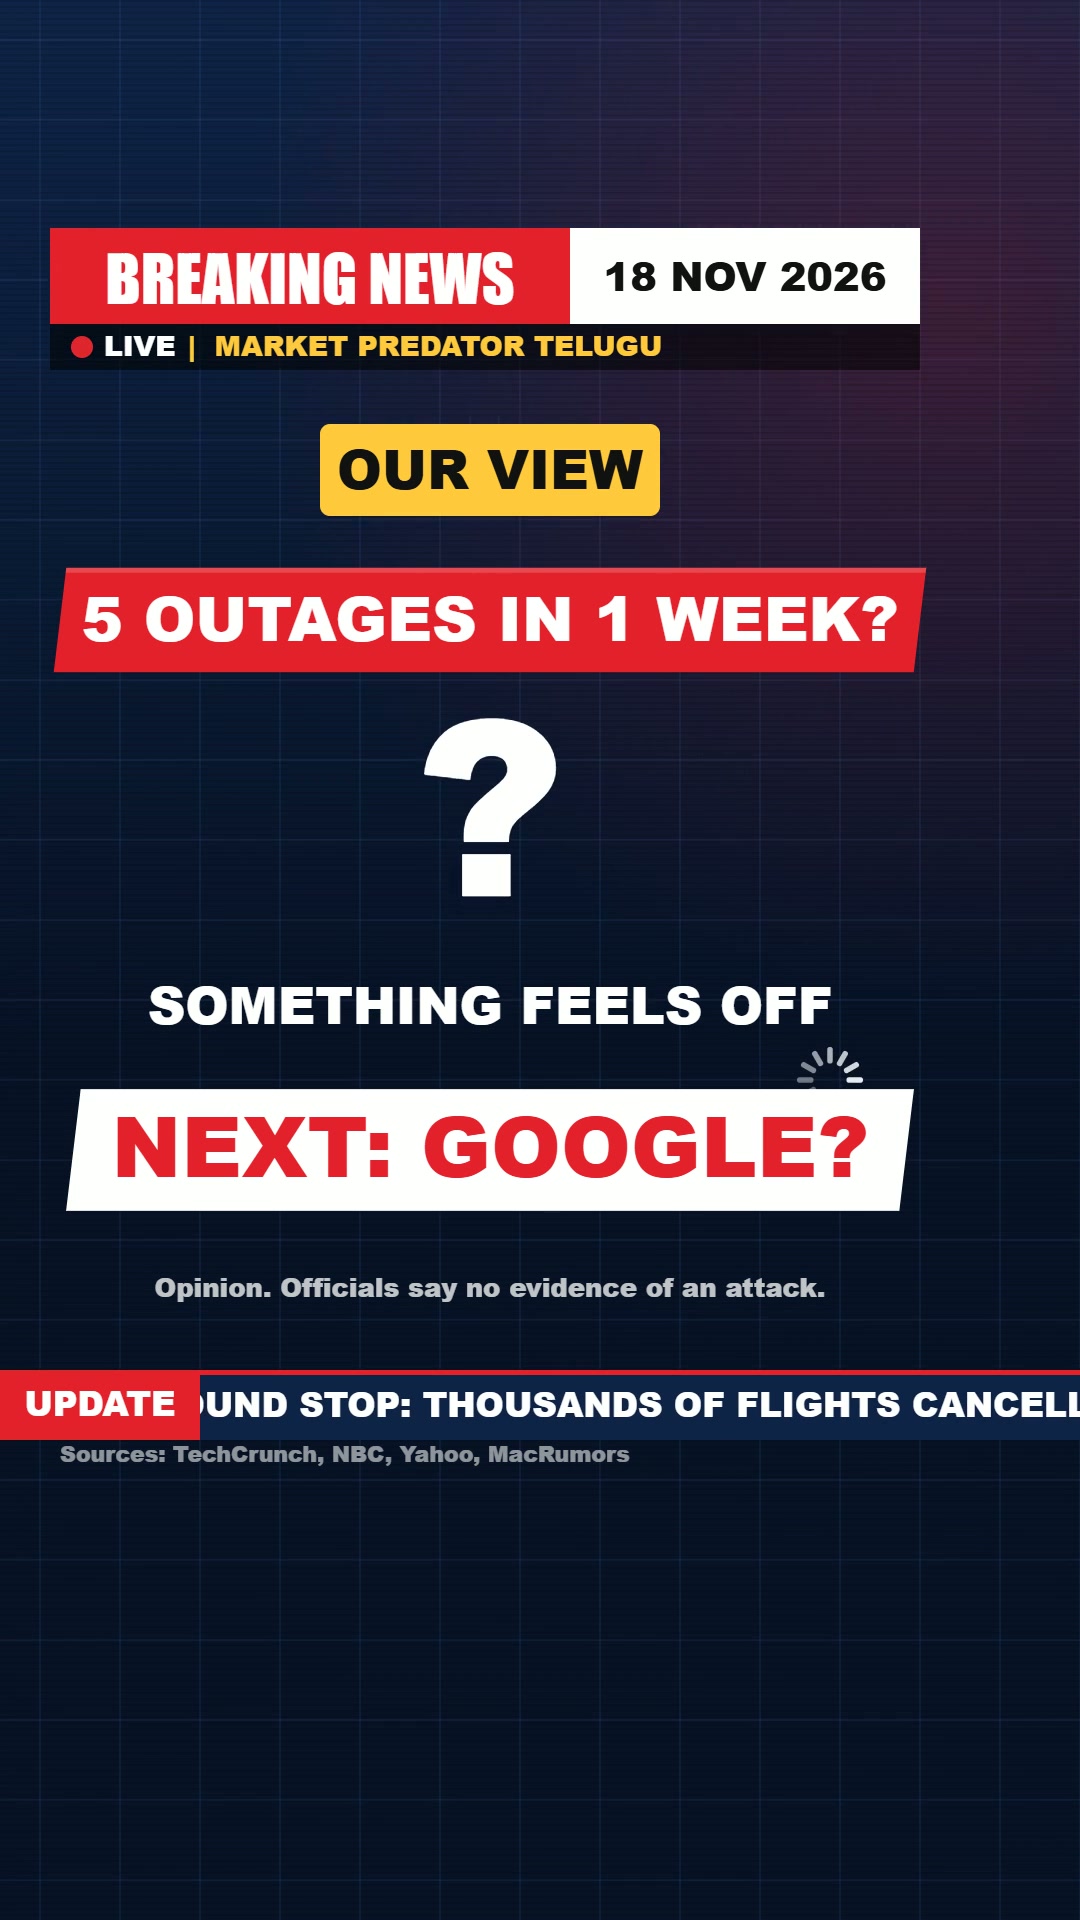 BREAKING NEWS
18 NOV 2026
LIVE | MARKET PREDATOR TELUGU
OUR VIEW
5 OUTAGES IN 1 WEEK?
?
SOMETHING FEELS OFF
NEXT: GOOGLE?
Opinion. Officials say no evidence of an attack.
UPDATE
STOP: THOUSANDS OF FLIGHTS
Sources: TechCrunch, NBC, Yahoo, MacRumors